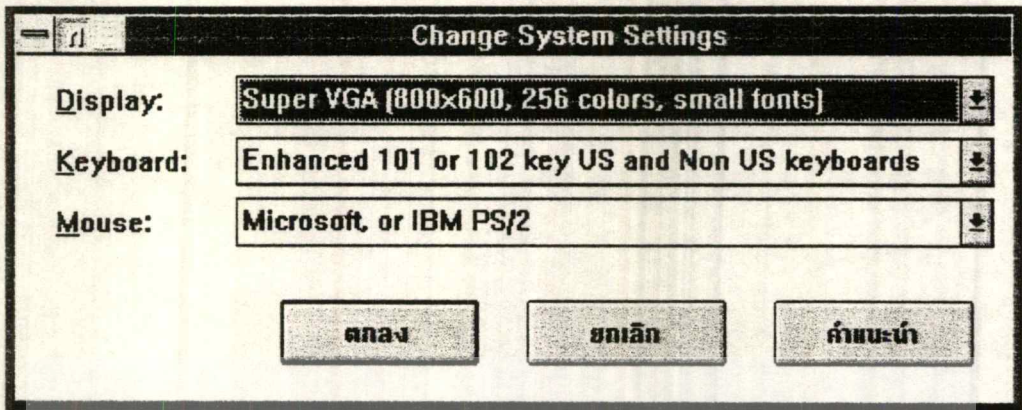 Change System Settings
Display: Super VGA (800x600, 256 colors, small fonts)
Keyboard: Enhanced 101 or 102 key US and Non US keyboards
Mouse: Microsoft, or IBM PS/2
ตกลง ยกเลิก คำแนะนำ